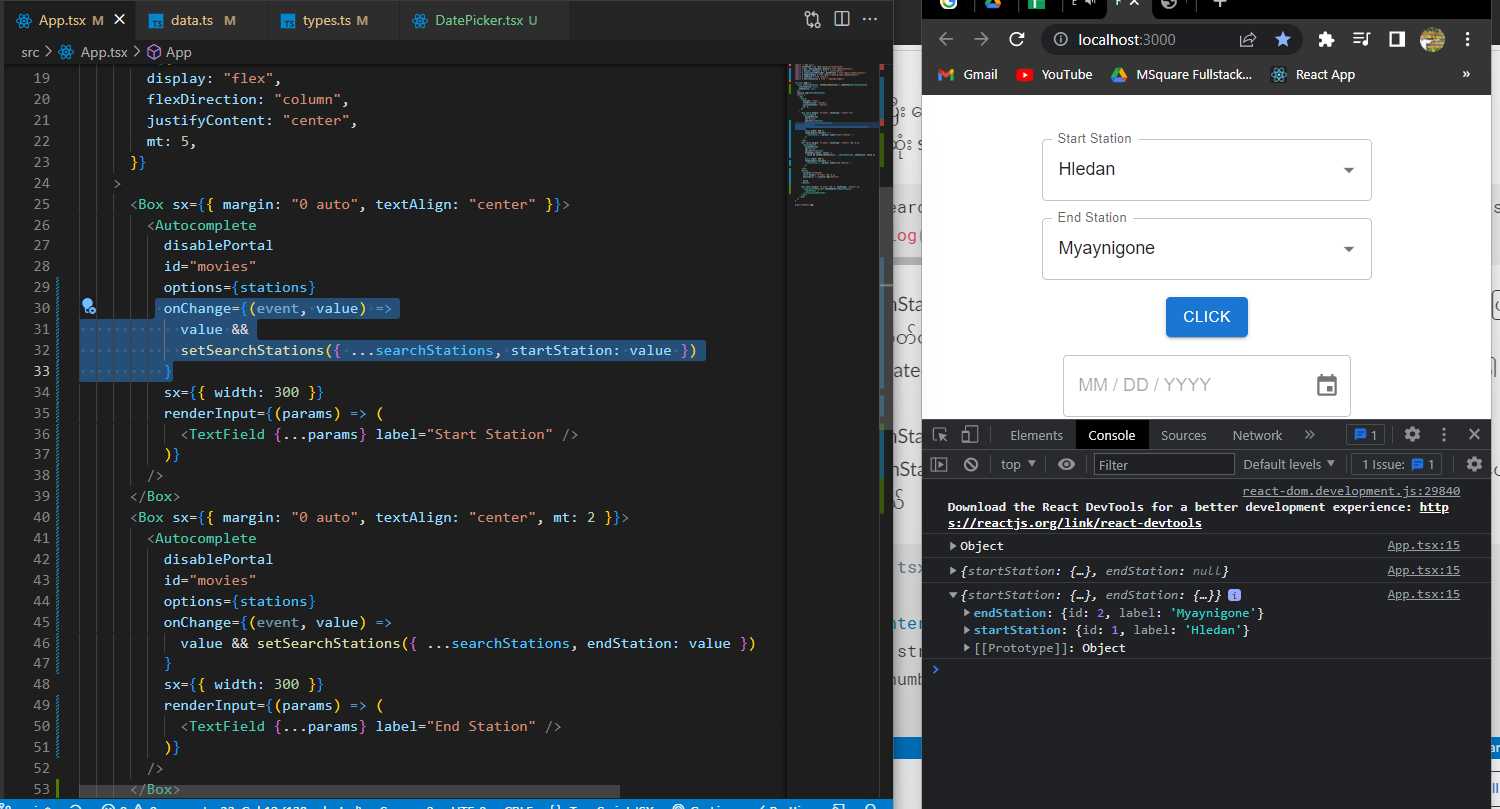 App.tsx M
data.ts M
types.ts M
DatePicker.tsx U
src > App.tsx > App
19 display: "flex",
20 flexDirection: "column",
21 justifyContent: "center",
22 mt: 5,
23 }}
24 >
25 <Box sx={{ margin: "0 auto", textAlign: "center" }}>
26 <Autocomplete
27 disablePortal
28 id="movies"
29 options={stations}
30 onChange={(event, value) =>
31 value &&
32 setSearchStations({ ...searchStations, startStation: value })
33 }
34 sx={{ width: 300 }}
35 renderInput={(params) => (
36 <TextField {...params} label="Start Station" />
37 )}
38 />
39 </Box>
40 <Box sx={{ margin: "0 auto", textAlign: "center", mt: 2 }}>
41 <Autocomplete
42 disablePortal
43 id="movies"
44 options={stations}
45 onChange={(event, value) =>
46 value && setSearchStations({ ...searchStations, endStation: value })
47 }
48 sx={{ width: 300 }}
49 renderInput={(params) => (
50 <TextField {...params} label="End Station" />
51 )}
52 />
53 </Box>
localhost:3000
Gmail
YouTube
MSquare Fullstack...
React App
»
Start Station
Hledan
End Station
Myaynigone
CLICK
MM / DD / YYYY
Elements
Console
Sources
Network
»
1
top
Filter
Default levels
1 Issue: 1
react-dom.development.js:29840
Download the React DevTools for a better development experience: http
s://reactjs.org/link/react-devtools
Object App.tsx:15
{startStation: {…}, endStation: null} App.tsx:15
{startStation: {…}, endStation: {…}} i App.tsx:15
endStation: {id: 2, label: 'Myaynigone'}
startStation: {id: 1, label: 'Hledan'}
[[Prototype]]: Object